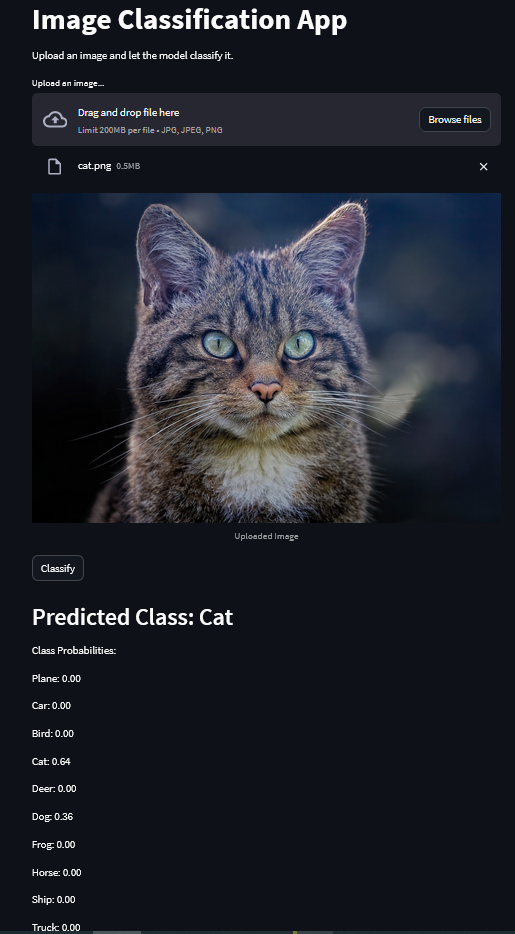 Image Classification App
Upload an image and let the model classify it.
Upload an image...
Drag and drop file here
Limit 200MB per file • JPG, JPEG, PNG
Browse files
cat.png 0.5MB
Uploaded Image
Classify
Predicted Class: Cat
Class Probabilities:
Plane: 0.00
Car: 0.00
Bird: 0.00
Cat: 0.64
Deer: 0.00
Dog: 0.36
Frog: 0.00
Horse: 0.00
Ship: 0.00
Truck: 0.00